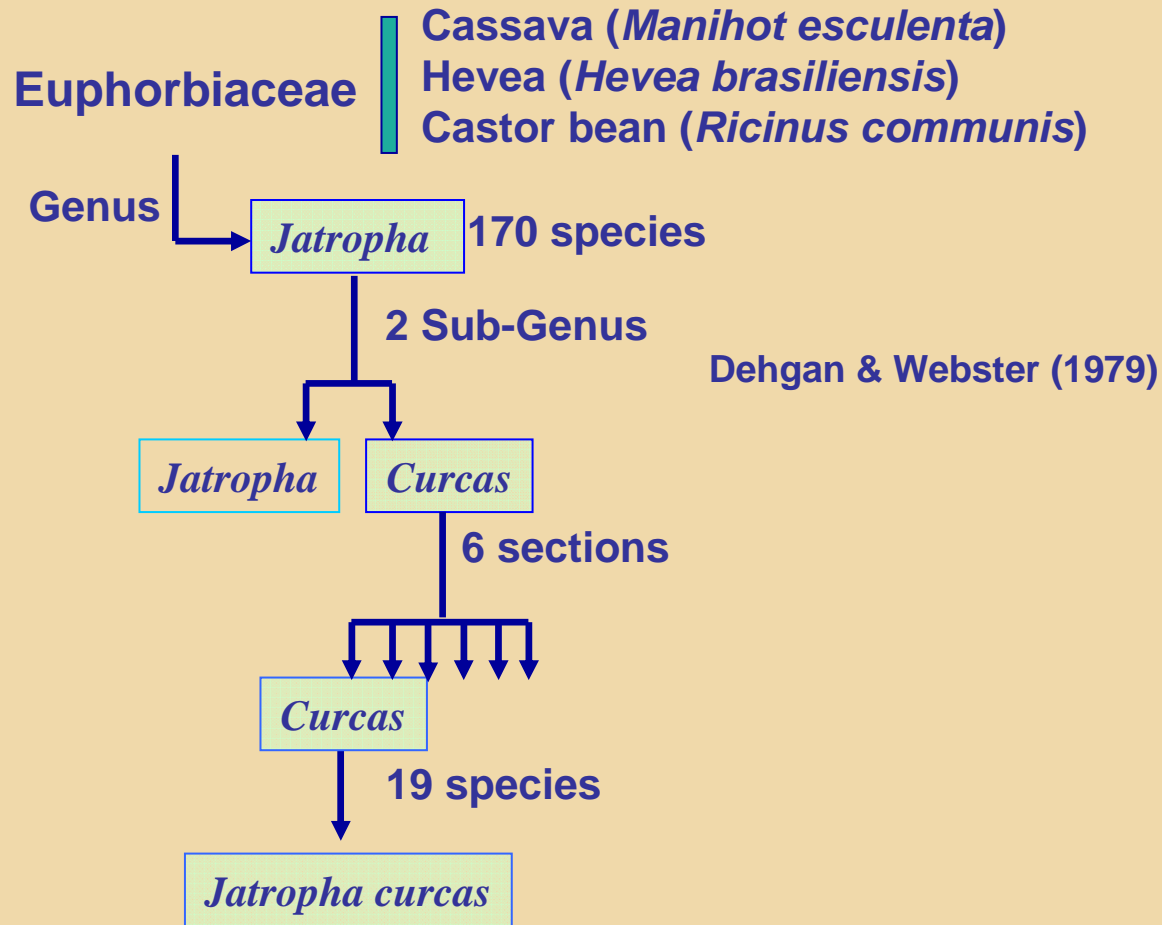 Cassava (Manihot esculenta)
Euphorbiaceae
Hevea (Hevea brasiliensis)
Castor bean (Ricinus communis)
Genus
Jatropha
170 species
2 Sub-Genus
Dehgan & Webster (1979)
Jatropha
Curcas
6 sections
Curcas
19 species
Jatropha curcas